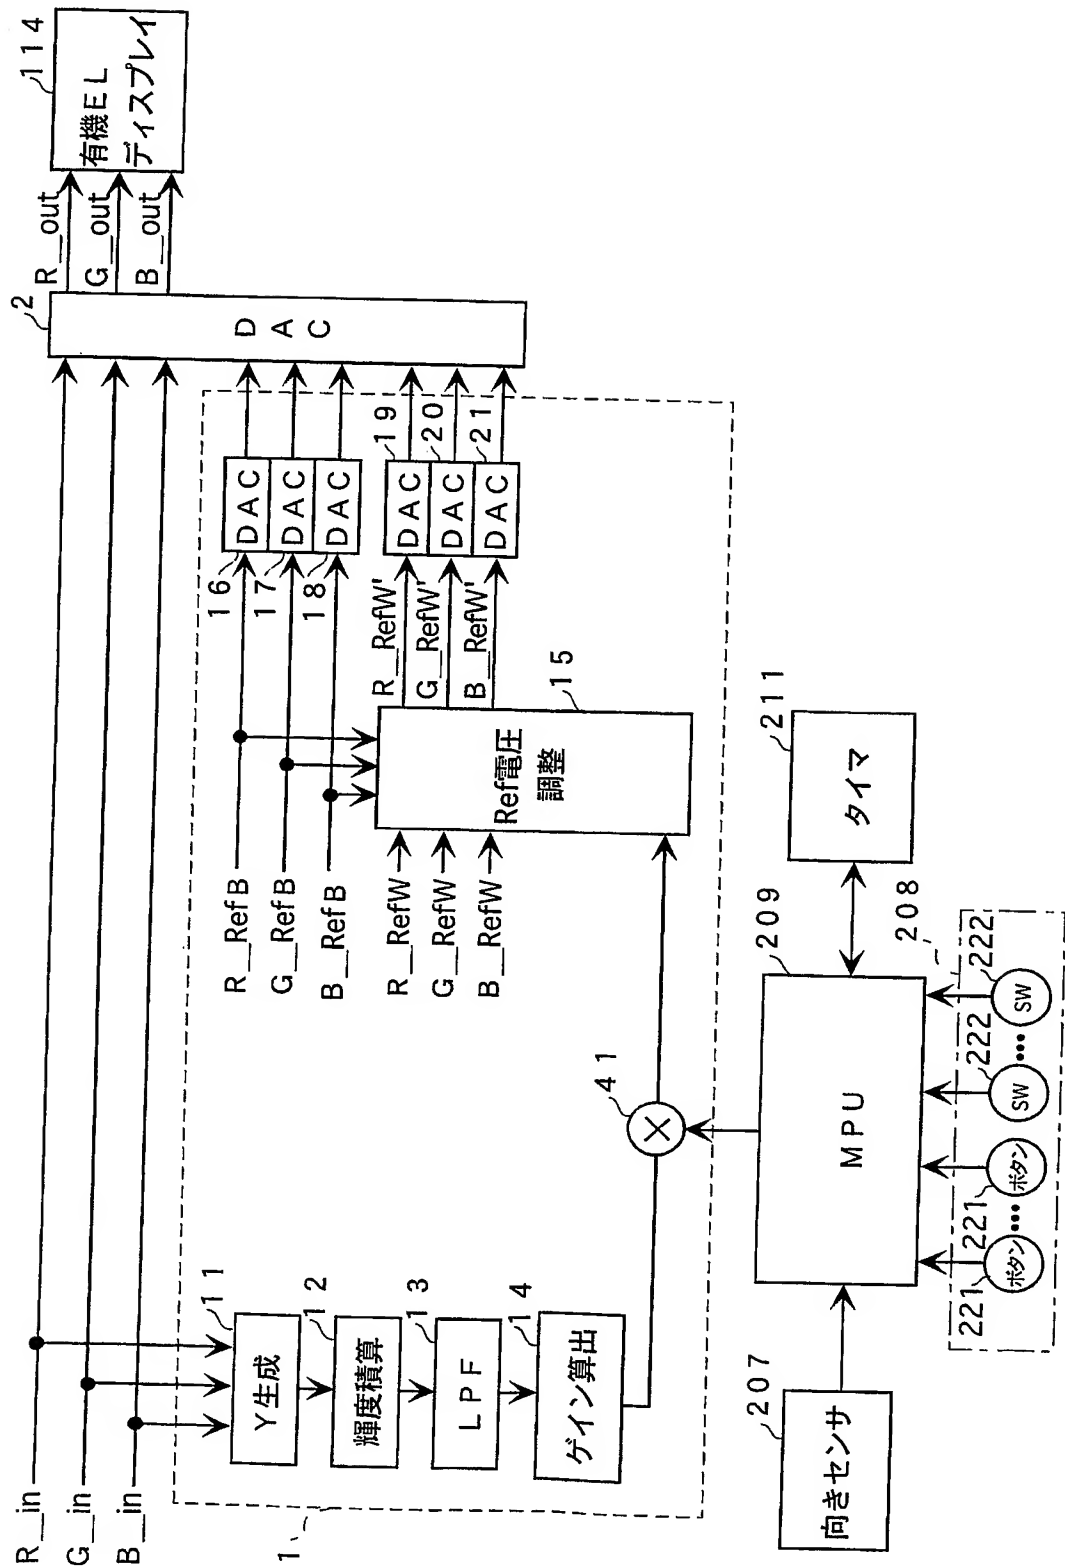 R_in
G_in
B_in
1
Y生成
11
輝度積算
12
LPF
13
ゲイン算出
14
41
R_RefB
G_RefB
B_RefB
R_RefW
G_RefW
B_RefW
Ref電圧
調整
15
R_RefW'
G_RefW'
B_RefW'
16
DAC
17
DAC
18
DAC
19
DAC
20
DAC
21
DAC
2
DAC
R_out
G_out
B_out
有機EL
ディスプレイ
114
207
向きセンサ
MPU
209
タイマ
211
208
221
ボタン
221
ボタン
222
SW
222
SW